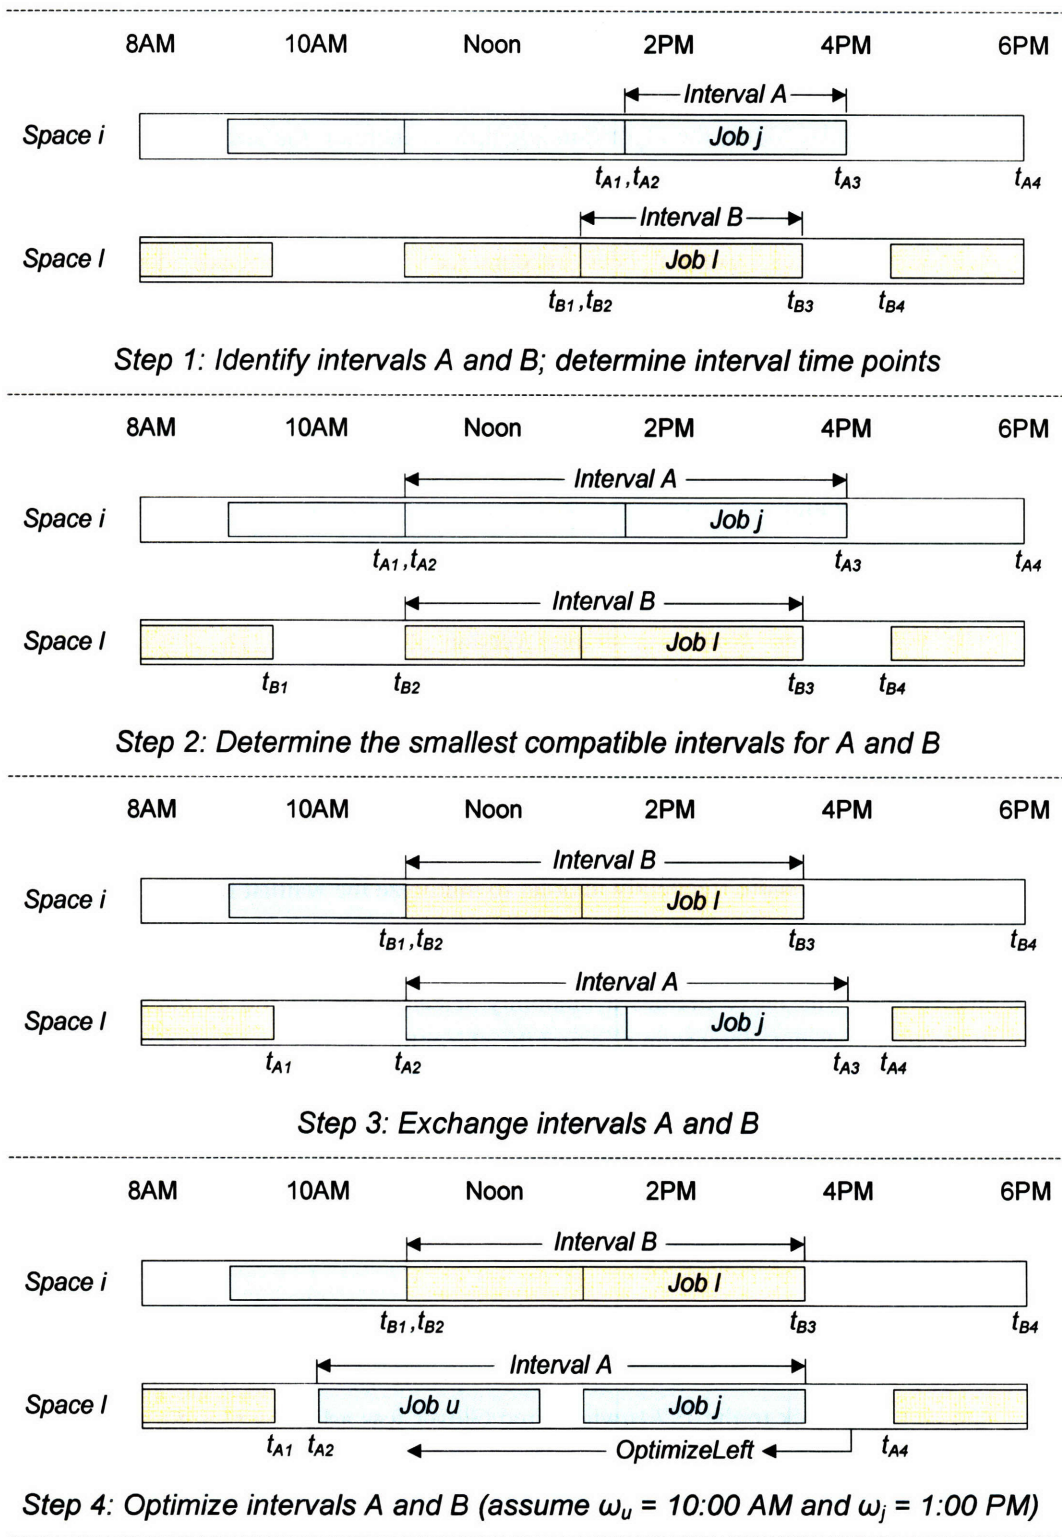 8AM 10AM Noon 2PM 4PM 6PM
Interval A
Space i Job j
tA1,tA2 tA3 tA4
Interval B
Space l Job l
tB1,tB2 tB3 tB4
Step 1: Identify intervals A and B; determine interval time points
8AM 10AM Noon 2PM 4PM 6PM
Interval A
Space i Job j
tA1,tA2 tA3 tA4
Interval B
Space l Job l
tB1 tB2 tB3 tB4
Step 2: Determine the smallest compatible intervals for A and B
8AM 10AM Noon 2PM 4PM 6PM
Interval B
Space i Job l
tB1,tB2 tB3 tB4
Interval A
Space l Job j
tA1 tA2 tA3 tA4
Step 3: Exchange intervals A and B
8AM 10AM Noon 2PM 4PM 6PM
Interval B
Space i Job l
tB1,tB2 tB3 tB4
Interval A
Space l Job u Job j
tA1 tA2 OptimizeLeft tA4
Step 4: Optimize intervals A and B (assume ωu = 10:00 AM and ωj = 1:00 PM)